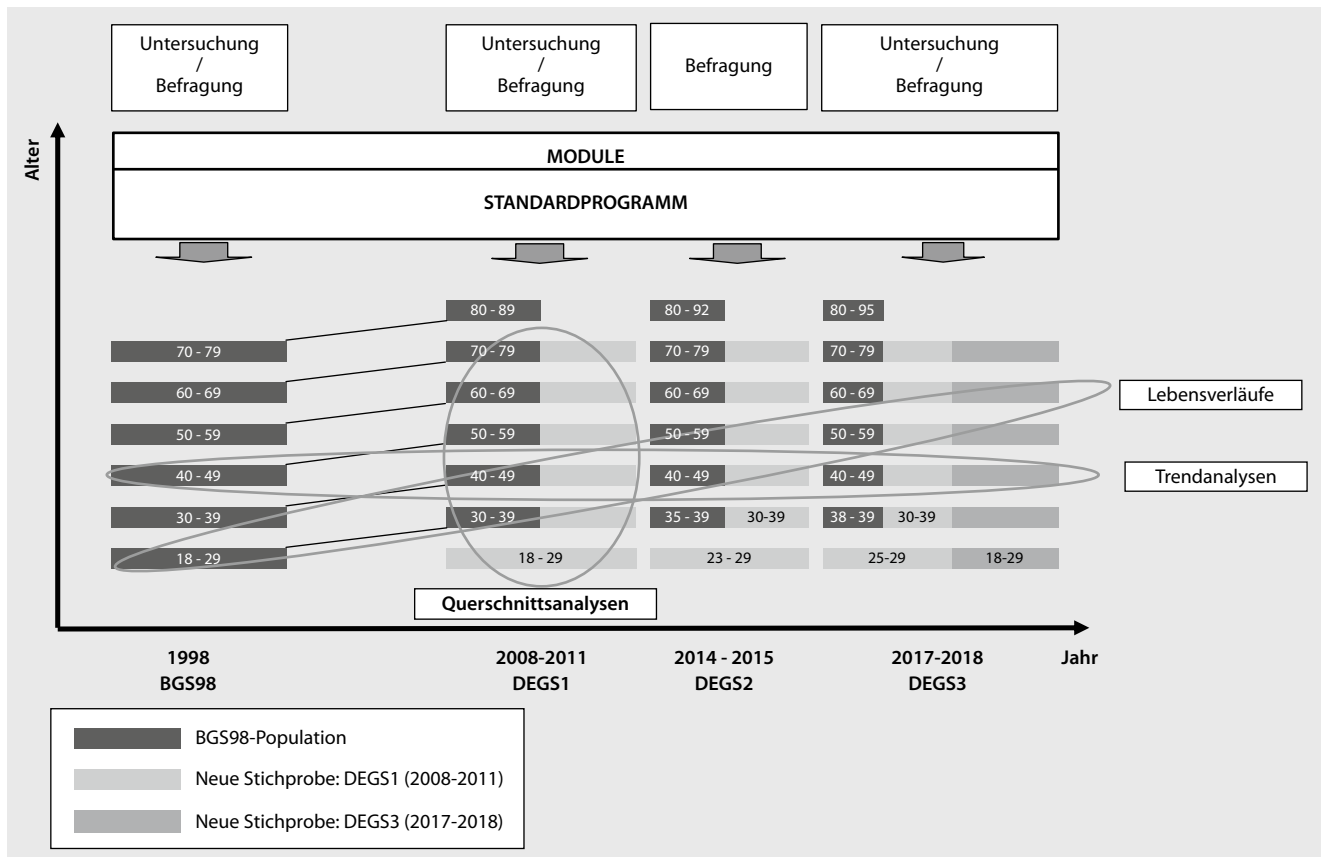 Untersuchung
/
Befragung
Untersuchung
/
Befragung
Befragung
Untersuchung
/
Befragung
Alter
MODULE
STANDARDPROGRAMM
80 - 89
80 - 92
80 - 95
70 - 79
70 - 79
70 - 79
70 - 79
60 - 69
60 - 69
60 - 69
60 - 69
Lebensverläufe
50 - 59
50 - 59
50 - 59
50 - 59
40 - 49
40 - 49
40 - 49
40 - 49
Trendanalysen
30 - 39
30 - 39
35 - 39
30-39
38 - 39
30-39
18 - 29
18 - 29
23 - 29
25-29
18-29
Querschnittsanalysen
1998
BGS98
2008-2011
DEGS1
2014 - 2015
DEGS2
2017-2018
DEGS3
Jahr
BGS98-Population
Neue Stichprobe: DEGS1 (2008-2011)
Neue Stichprobe: DEGS3 (2017-2018)